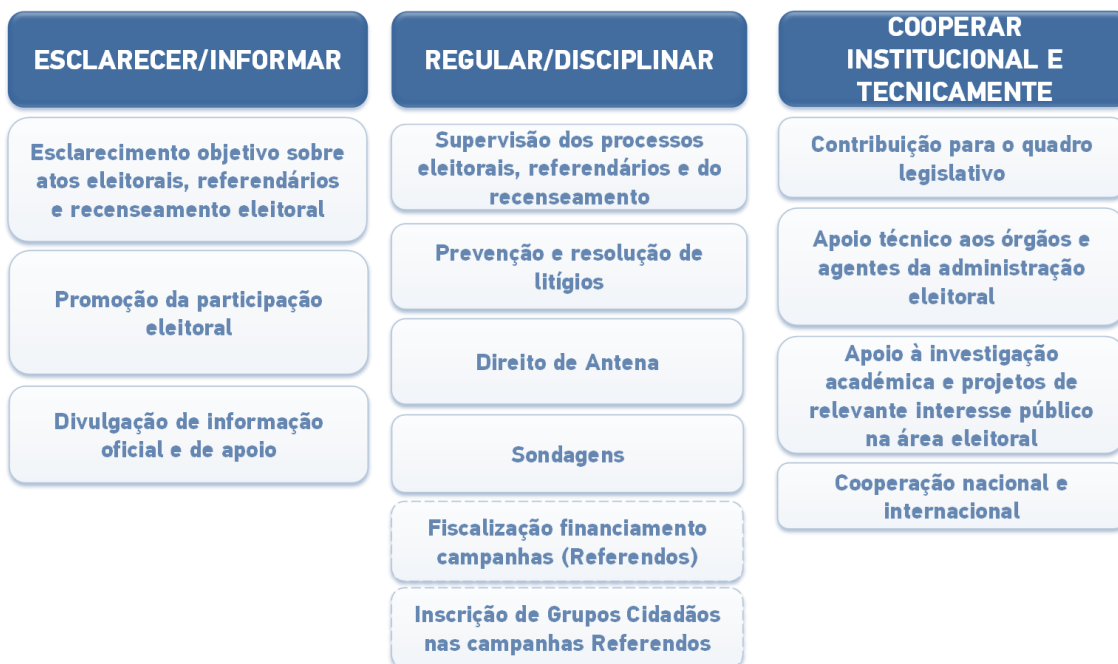 ESCLARECER/INFORMAR
Esclarecimento objetivo sobre
atos eleitorais, referendários
e recenseamento eleitoral
Promoção da participação
eleitoral
Divulgação de informação
oficial e de apoio
REGULAR/DISCIPLINAR
Supervisão dos processos
eleitorais, referendários e do
recenseamento
Prevenção e resolução de
litígios
Direito de Antena
Sondagens
Fiscalização financiamento
campanhas (Referendos)
Inscrição de Grupos Cidadãos
nas campanhas Referendos
COOPERAR
INSTITUCIONAL E
TECNICAMENTE
Contribuição para o quadro
legislativo
Apoio técnico aos órgãos e
agentes da administração
eleitoral
Apoio à investigação
académica e projetos de
relevante interesse público
na área eleitoral
Cooperação nacional e
internacional